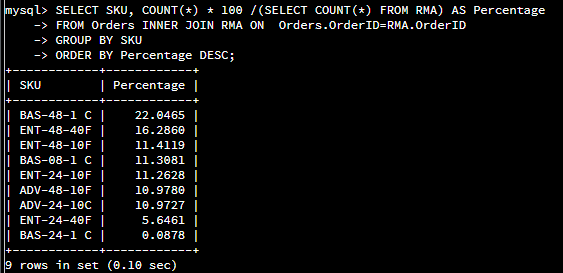 mysql> SELECT SKU, COUNT(*) * 100 /(SELECT COUNT(*) FROM RMA) AS Percentage
    -> FROM Orders INNER JOIN RMA ON  Orders.OrderID=RMA.OrderID
    -> GROUP BY SKU
    -> ORDER BY Percentage DESC;
+------------+------------+
| SKU        | Percentage |
+------------+------------+
| BAS-48-1 C |    22.0465 |
| ENT-48-40F |    16.2860 |
| ENT-48-10F |    11.4119 |
| BAS-08-1 C |    11.3081 |
| ENT-24-10F |    11.2628 |
| ADV-48-10F |    10.9780 |
| ADV-24-10C |    10.9727 |
| ENT-24-40F |     5.6461 |
| BAS-24-1 C |     0.0878 |
+------------+------------+
9 rows in set (0.10 sec)